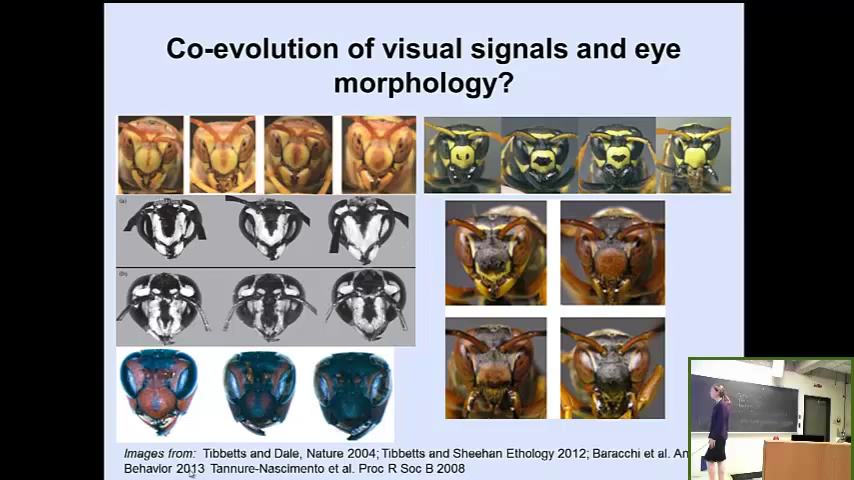 Co-evolution of visual signals and eye
morphology?
(a)
(b)
Images from: Tibbetts and Dale, Nature 2004; Tibbetts and Sheehan Ethology 2012; Baracchi et al. An
Behavior 2013 Tannure-Nascimento et al. Proc R Soc B 2008